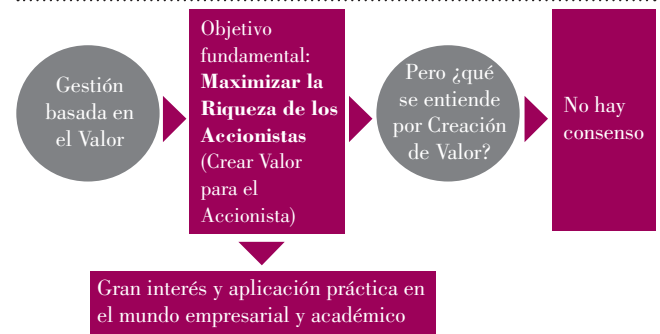 Gestión
basada en
el Valor
Objetivo
fundamental:
Maximizar la
Riqueza de los
Accionistas
(Crear Valor
para el
Accionista)
Pero ¿qué
se entiende
por Creación
de Valor?
No hay
consenso
Gran interés y aplicación práctica en
el mundo empresarial y académico